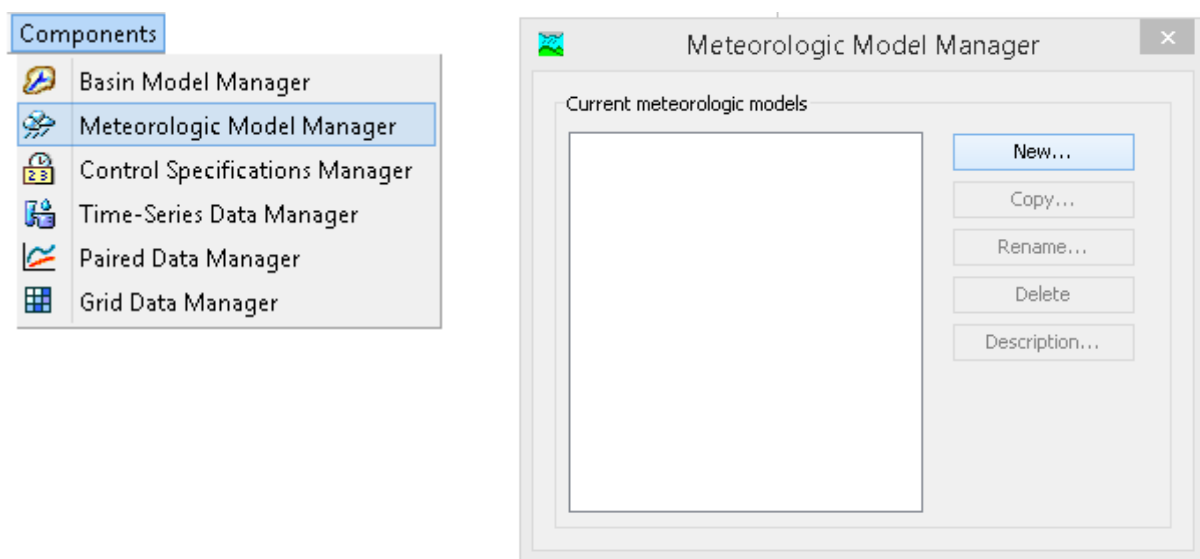 Components
Basin Model Manager
Meteorologic Model Manager
Control Specifications Manager
Time-Series Data Manager
Paired Data Manager
Grid Data Manager
Meteorologic Model Manager
Current meteorologic models
New...
Copy...
Rename...
Delete
Description...